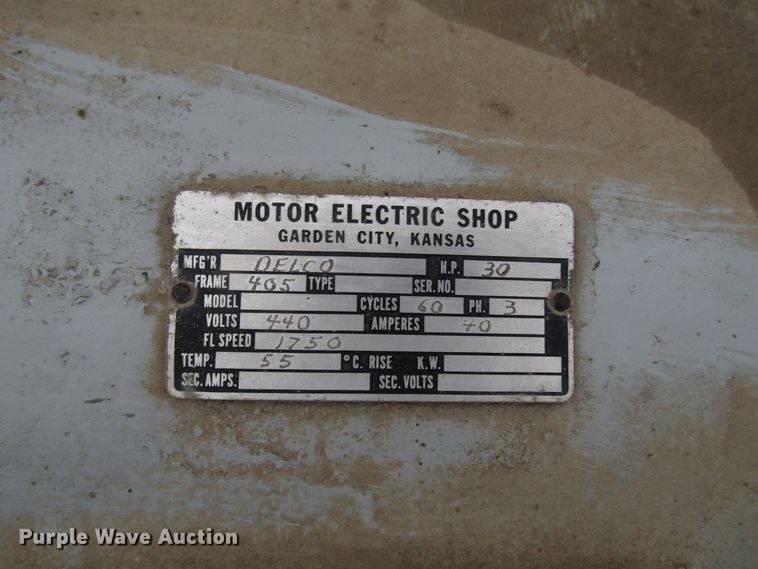 MOTOR ELECTRIC SHOP
GARDEN CITY, KANSAS
MFG'R DELCO H.P. 30
FRAME 405 TYPE SER. NO.
MODEL CYCLES 60 PH. 3
VOLTS 440 AMPERES 40
FL SPEED 1750
TEMP. 55 °C. RISE K.W.
SEC. AMPS. SEC. VOLTS
Purple Wave Auction